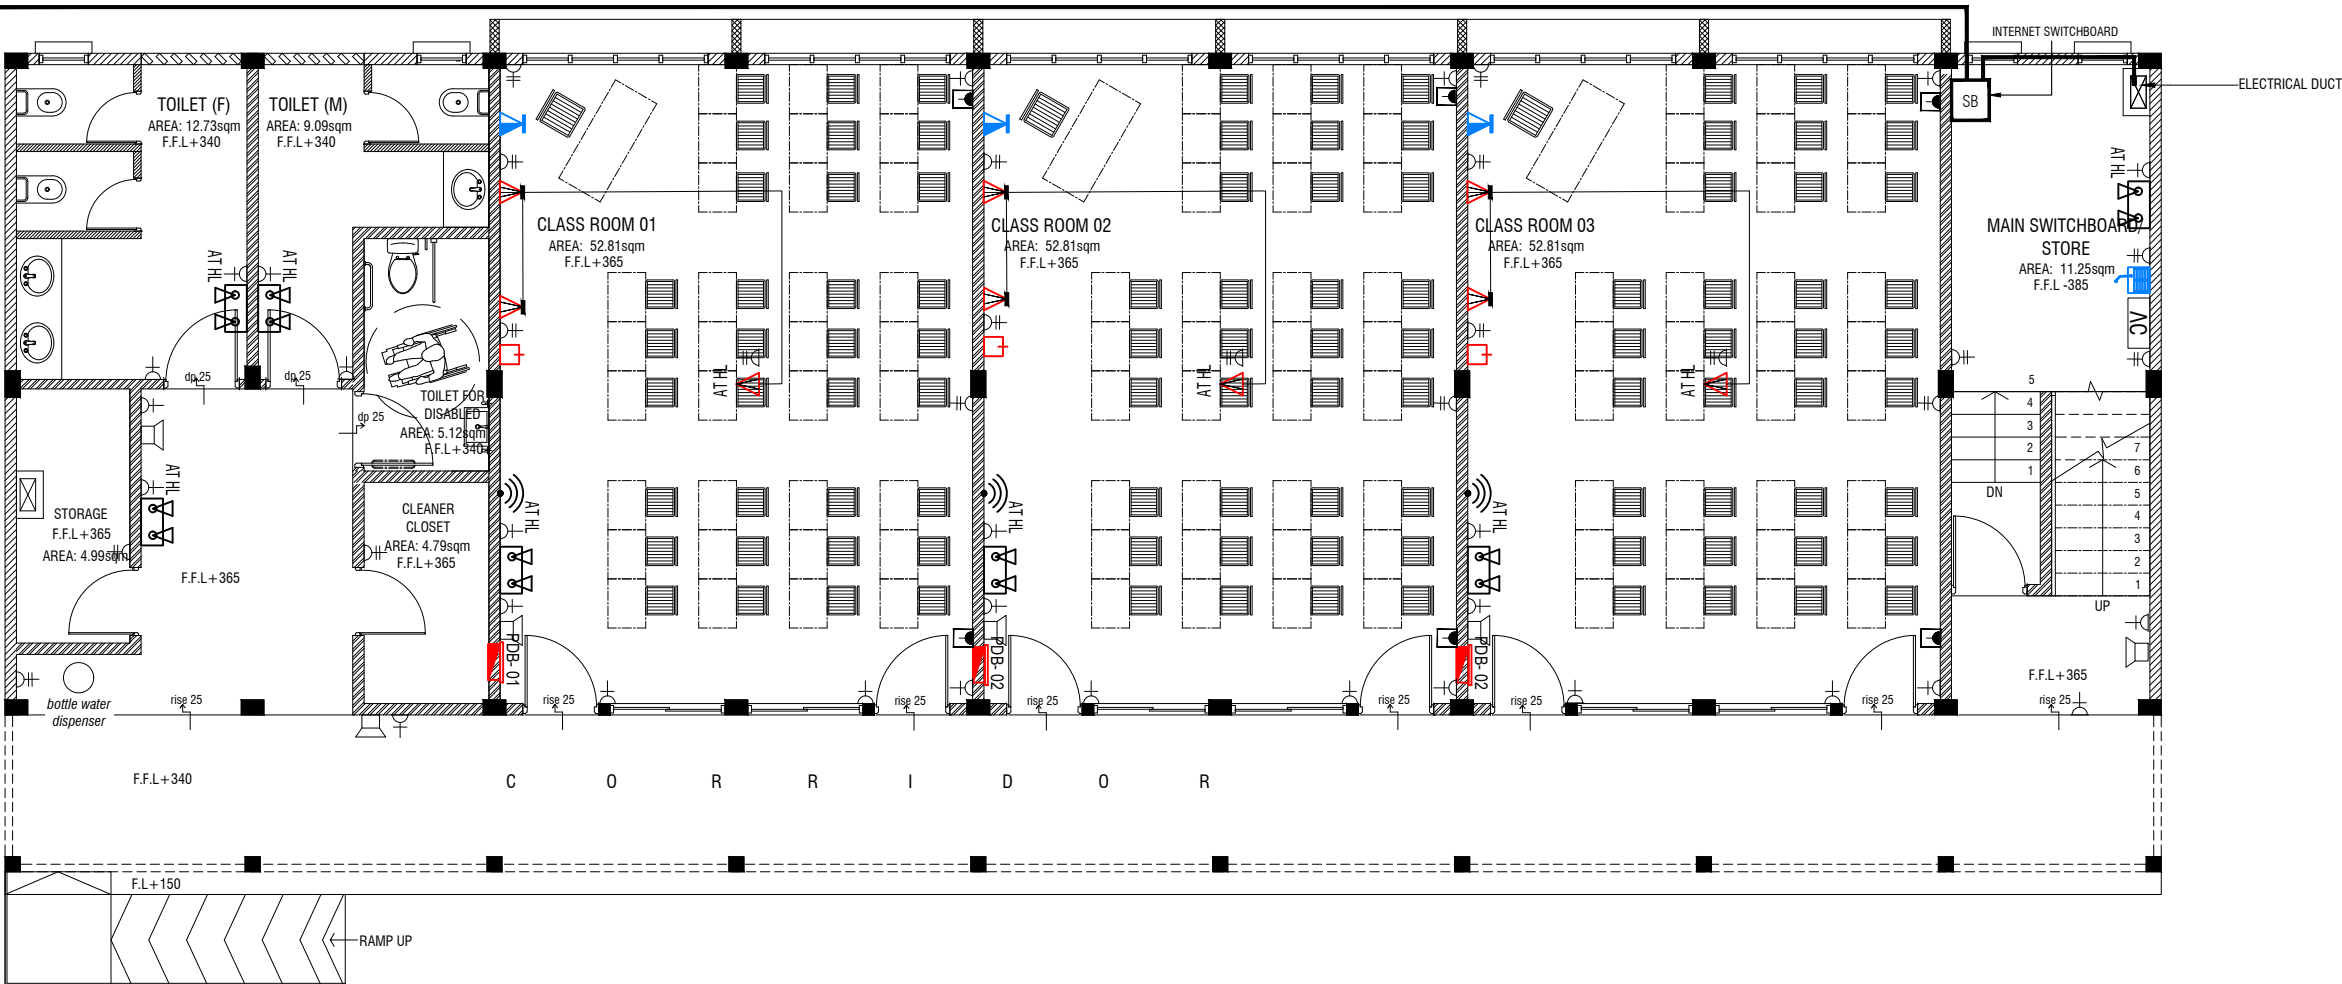 INTERNET SWITCHBOARD
ELECTRICAL DUCT
SB
TOILET (F)
AREA: 12.73sqm
F.F.L+340
TOILET (M)
AREA: 9.09sqm
F.F.L+340
CLASS ROOM 01
AREA: 52.81sqm
F.F.L+365
CLASS ROOM 02
AREA: 52.81sqm
F.F.L+365
CLASS ROOM 03
AREA: 52.81sqm
F.F.L+365
MAIN SWITCHBOARD/
STORE
AREA: 11.25sqm
F.F.L -385
AT HL
AT HL
AT HL
AC
dp 25
dp 25
dp 25
TOILET FOR
DISABLED
AREA: 5.12sqm
F.F.L+340
AT HL
AT HL
AT HL
5
4
3
2
1
DN
7
6
5
4
3
2
1
UP
AT HL
STORAGE
F.F.L+365
AREA: 4.99sqm
CLEANER
CLOSET
AREA: 4.79sqm
F.F.L+365
AT HL
AT HL
AT HL
F.F.L+365
PDB-01
PDB-02
PDB-02
F.F.L+365
bottle water
dispenser
rise 25
rise 25
rise 25
rise 25
rise 25
rise 25
rise 25
rise 25
F.F.L+340
C O R R I D O R
F.L+150
RAMP UP